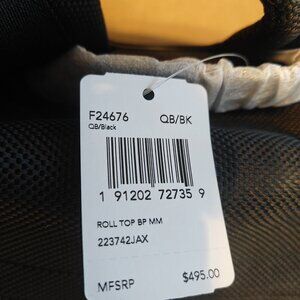 F24676 QB/BK
QB/Black
1 91202 72735 9
ROLL TOP BP MM
223742JAX
MFSRP $495.00